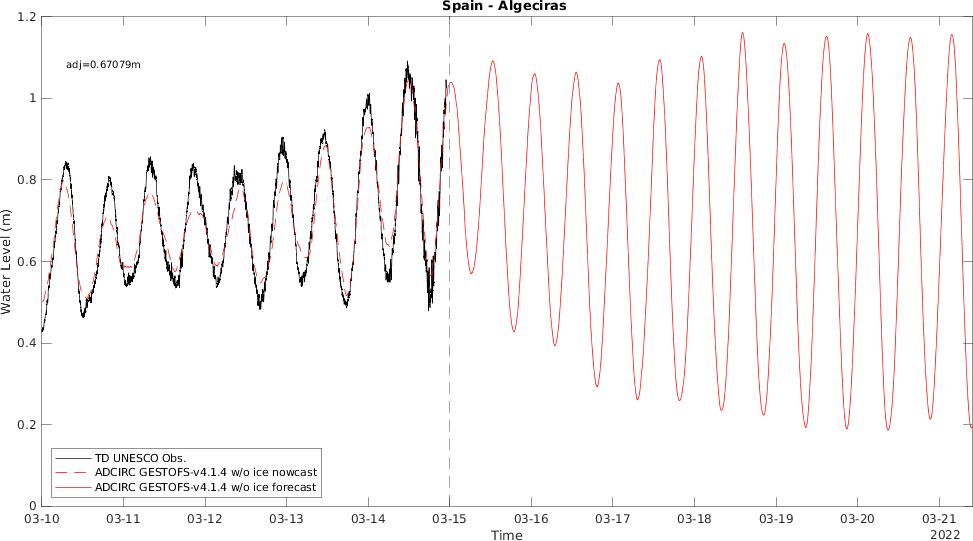 Spain - Algeciras
adj=0.67079m
Water Level (m)
1.2
1
0.8
0.6
0.4
0.2
0
TD UNESCO Obs.
ADCIRC GESTOFS-v4.1.4 w/o ice nowcast
ADCIRC GESTOFS-v4.1.4 w/o ice forecast
03-10 03-11 03-12 03-13 03-14 03-15 03-16 03-17 03-18 03-19 03-20 03-21
Time
2022